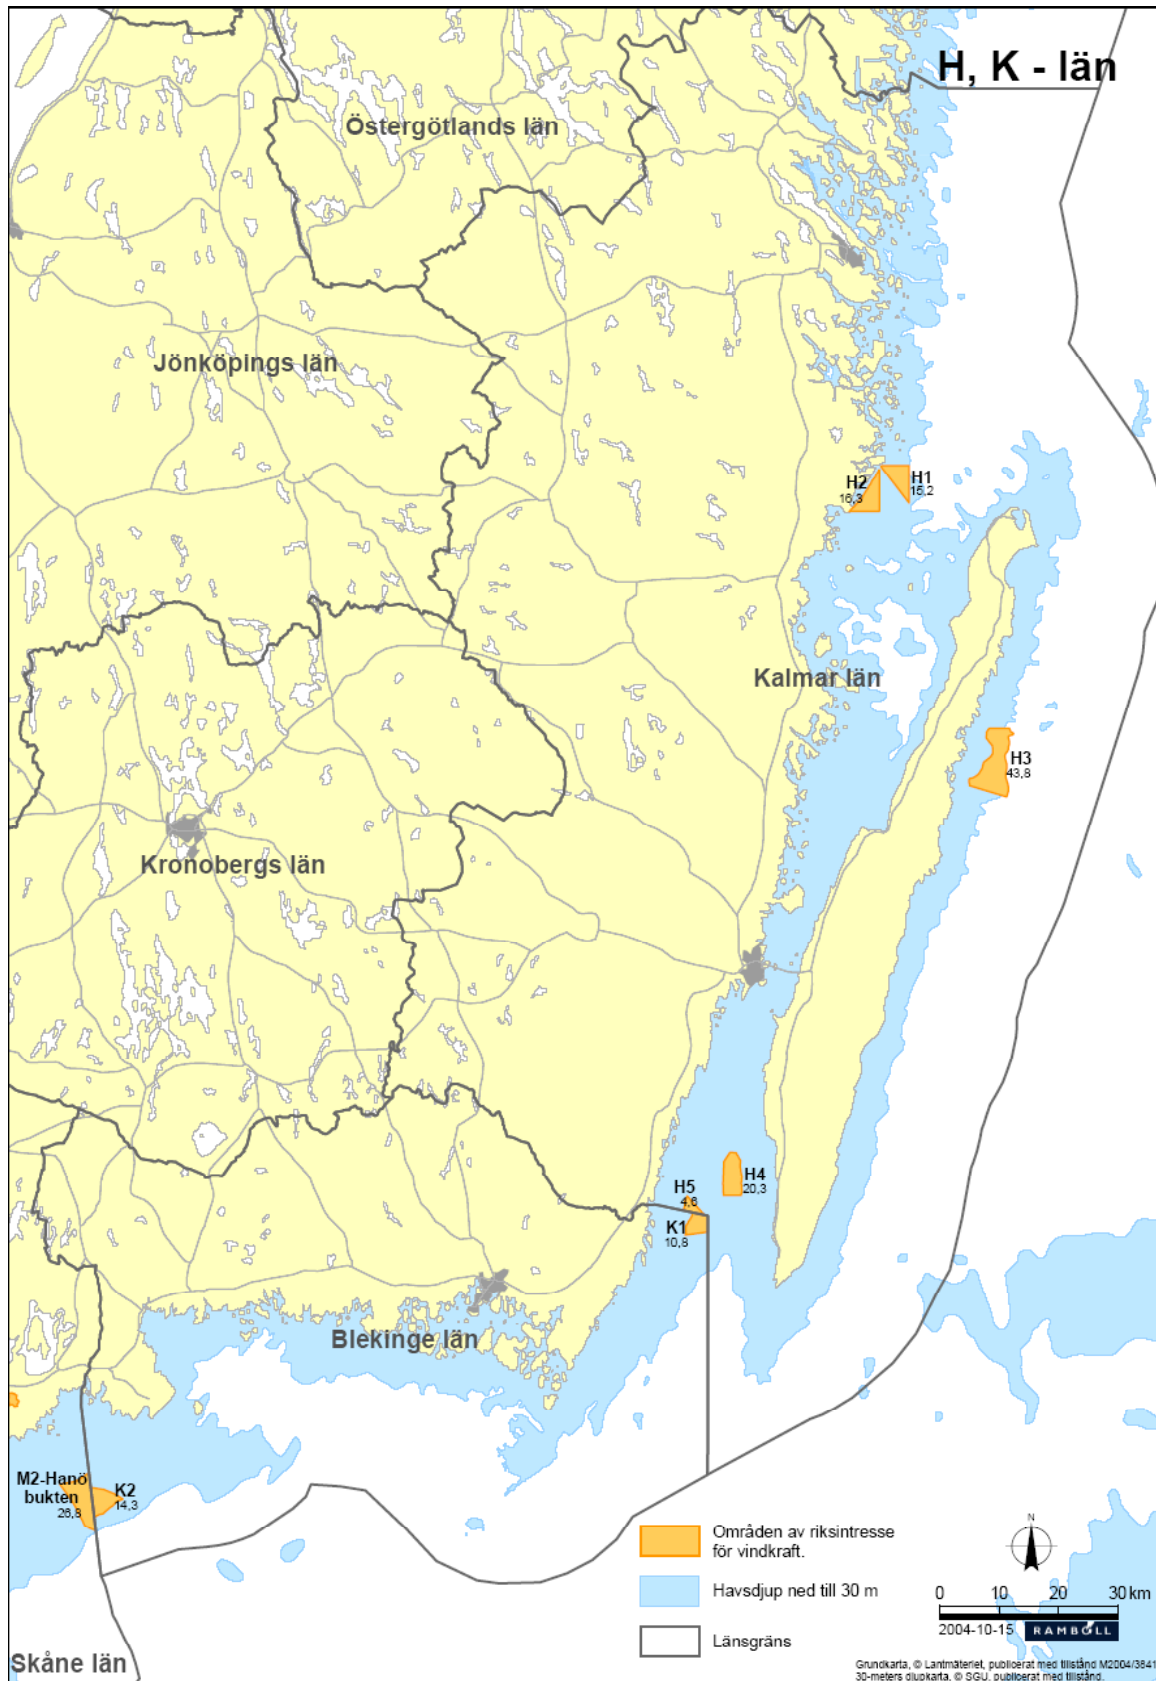 H, K - län
Östergötlands län
Jönköpings län
H2
16,3
H1
15,2
Kalmar län
H3
43,8
Kronobergs län
H4
20,3
H5
4,6
K1
10,8
Blekinge län
M2-Hanö
bukten
26,8
K2
14,3
Områden av riksintresse
för vindkraft.
Havsdjup ned till 30 m
Länsgräns
N
0 10 20 30 km
2004-10-15 RAMBØLL
Skåne län
Grundkarta, © Lantmäteriet, publicerat med tillstånd M2004/3841
30-meters djupkarta, © SGU, publicerat med tillstånd.